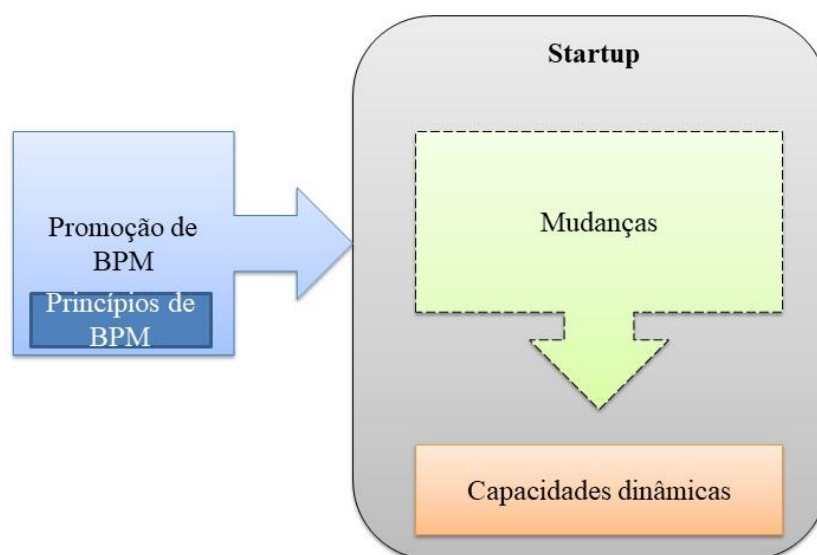 Startup
Promoção de
BPM
Princípios de
BPM
Mudanças
Capacidades dinâmicas